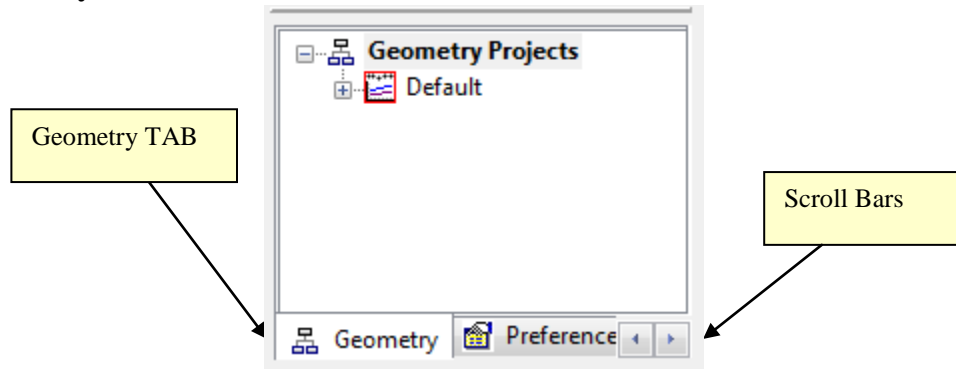 Geometry Projects
Default
Geometry TAB
Scroll Bars
Geometry
Preference